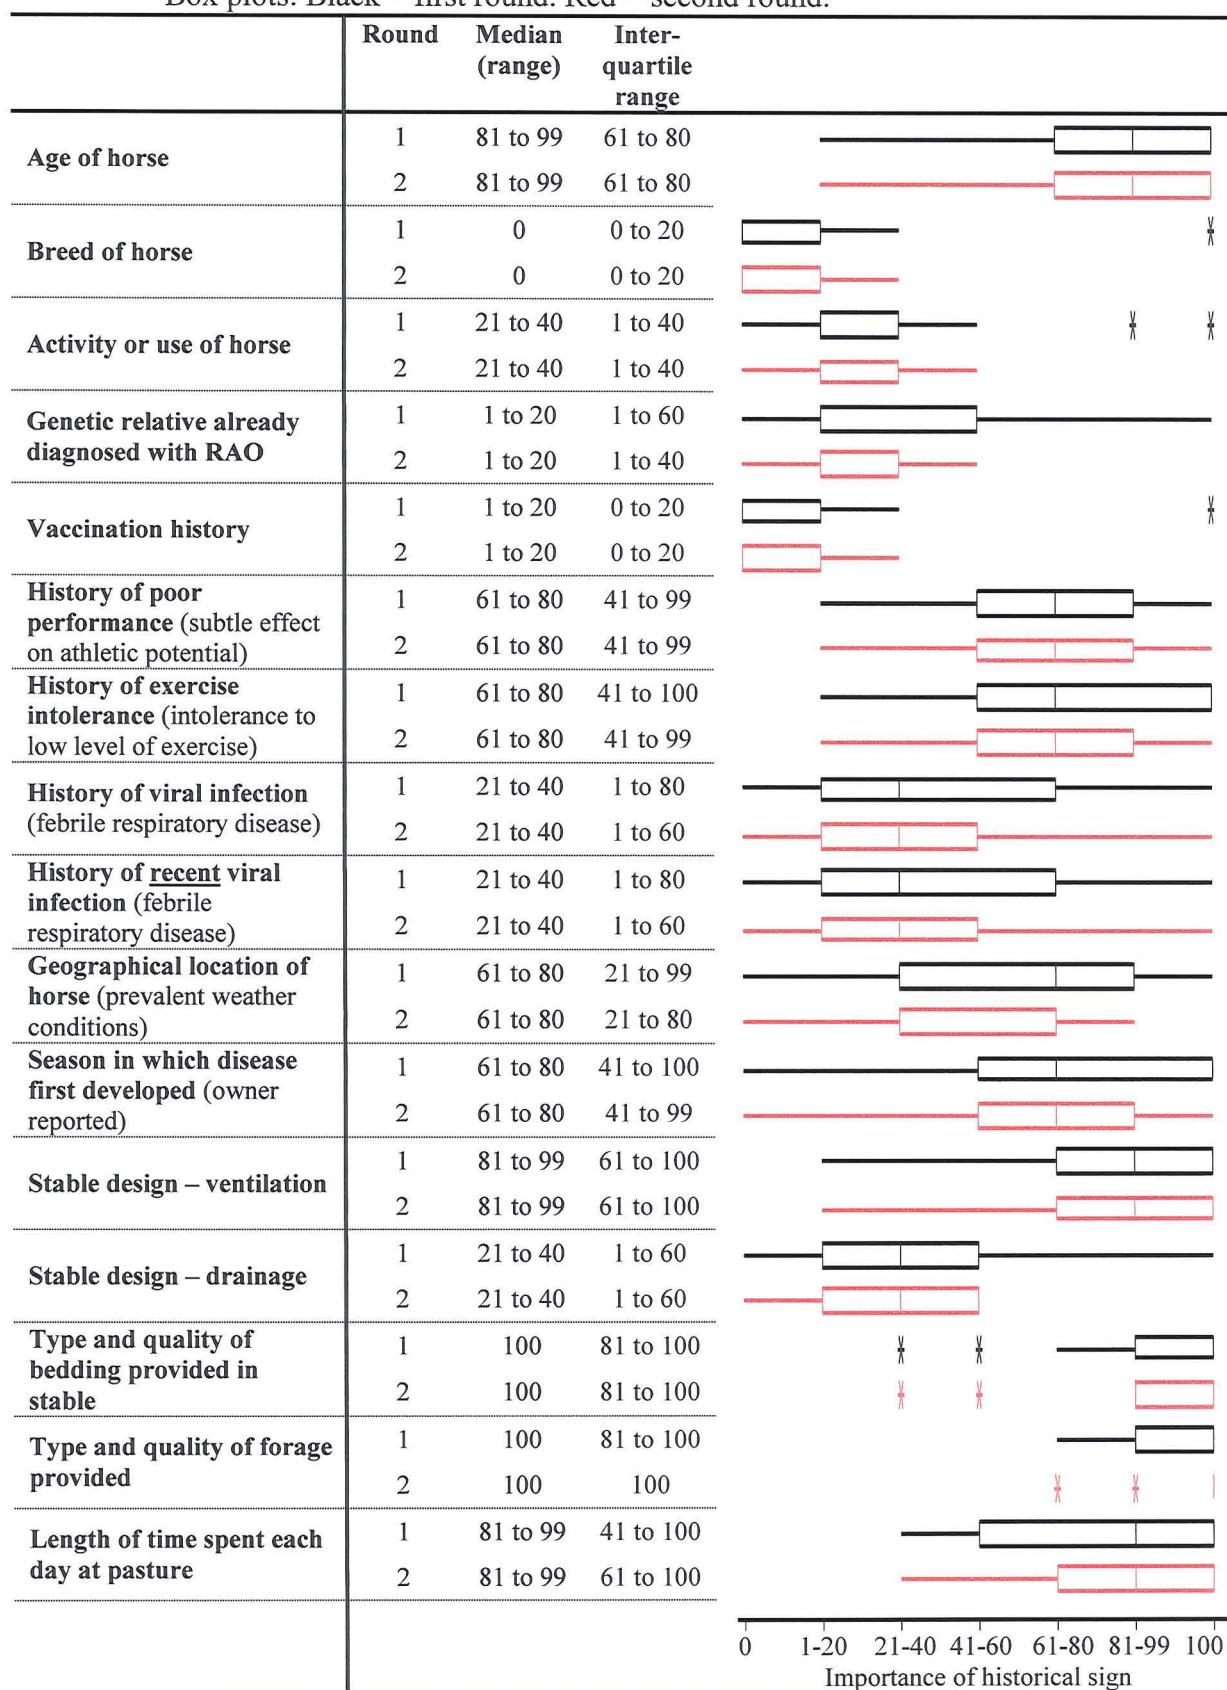 Box plots: Black – first round. Red – second round.
Round Median Inter-
(range) quartile
range
Age of horse
1 81 to 99 61 to 80
2 81 to 99 61 to 80
Breed of horse
1 0 0 to 20
2 0 0 to 20
Activity or use of horse
1 21 to 40 1 to 40
2 21 to 40 1 to 40
Genetic relative already
diagnosed with RAO
1 1 to 20 1 to 60
2 1 to 20 1 to 40
Vaccination history
1 1 to 20 0 to 20
2 1 to 20 0 to 20
History of poor
performance (subtle effect
on athletic potential)
1 61 to 80 41 to 99
2 61 to 80 41 to 99
History of exercise
intolerance (intolerance to
low level of exercise)
1 61 to 80 41 to 100
2 61 to 80 41 to 99
History of viral infection
(febrile respiratory disease)
1 21 to 40 1 to 80
2 21 to 40 1 to 60
History of recent viral
infection (febrile
respiratory disease)
1 21 to 40 1 to 80
2 21 to 40 1 to 60
Geographical location of
horse (prevalent weather
conditions)
1 61 to 80 21 to 99
2 61 to 80 21 to 80
Season in which disease
first developed (owner
reported)
1 61 to 80 41 to 100
2 61 to 80 41 to 99
Stable design – ventilation
1 81 to 99 61 to 100
2 81 to 99 61 to 100
Stable design – drainage
1 21 to 40 1 to 60
2 21 to 40 1 to 60
Type and quality of
bedding provided in
stable
1 100 81 to 100
2 100 81 to 100
Type and quality of forage
provided
1 100 81 to 100
2 100 100
Length of time spent each
day at pasture
1 81 to 99 41 to 100
2 81 to 99 61 to 100
0 1-20 21-40 41-60 61-80 81-99 100
Importance of historical sign